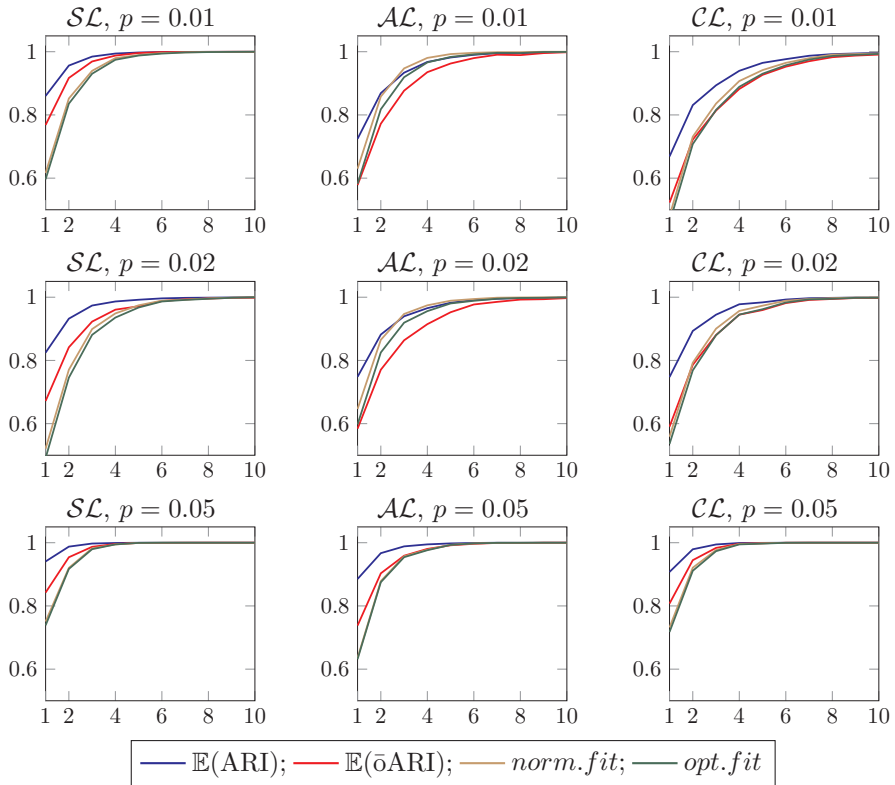 𝒮ℒ, p = 0.01
𝒜ℒ, p = 0.01
𝒞ℒ, p = 0.01
1
0.8
0.6
1 2 4 6 8 10
1
0.8
0.6
1 2 4 6 8 10
1
0.8
0.6
1 2 4 6 8 10
𝒮ℒ, p = 0.02
𝒜ℒ, p = 0.02
𝒞ℒ, p = 0.02
1
0.8
0.6
1 2 4 6 8 10
1
0.8
0.6
1 2 4 6 8 10
1
0.8
0.6
1 2 4 6 8 10
𝒮ℒ, p = 0.05
𝒜ℒ, p = 0.05
𝒞ℒ, p = 0.05
1
0.8
0.6
1 2 4 6 8 10
1
0.8
0.6
1 2 4 6 8 10
1
0.8
0.6
1 2 4 6 8 10
𝔼(ARI); 𝔼(ōARI); norm.fit; opt.fit